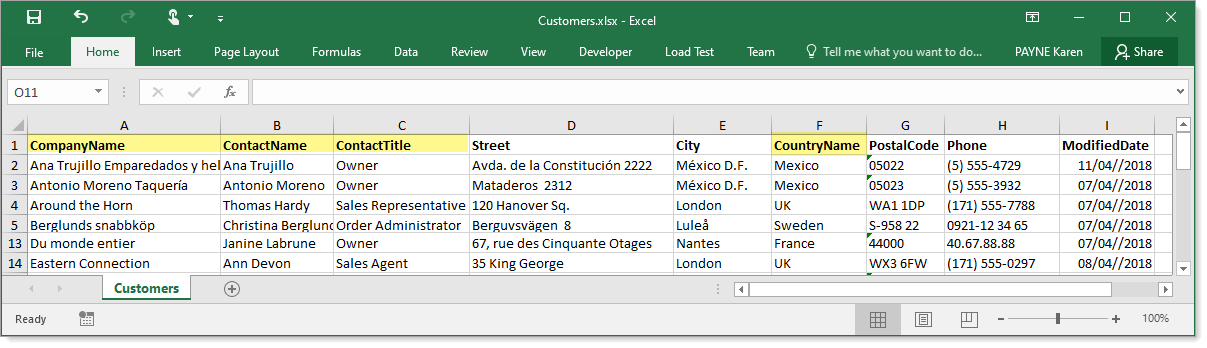 Customers.xlsx - Excel
File Home Insert Page Layout Formulas Data Review View Developer Load Test Team Tell me what you want to do... PAYNE Karen Share
O11 fx
A B C D E F G H I
1 CompanyName ContactName ContactTitle Street City CountryName PostalCode Phone ModifiedDate
2 Ana Trujillo Emparedados y hel Ana Trujillo Owner Avda. de la Constitución 2222 México D.F. Mexico 05022 (5) 555-4729 11/04//2018
3 Antonio Moreno Taquería Antonio Moreno Owner Mataderos 2312 México D.F. Mexico 05023 (5) 555-3932 07/04//2018
4 Around the Horn Thomas Hardy Sales Representative 120 Hanover Sq. London UK WA1 1DP (171) 555-7788 07/04//2018
5 Berglunds snabbköp Christina Berglund Order Administrator Berguvsvägen 8 Luleå Sweden S-958 22 0921-12 34 65 07/04//2018
13 Du monde entier Janine Labrune Owner 67, rue des Cinquante Otages Nantes France 44000 40.67.88.88 07/04//2018
14 Eastern Connection Ann Devon Sales Agent 35 King George London UK WX3 6FW (171) 555-0297 08/04//2018
Customers
Ready 100%